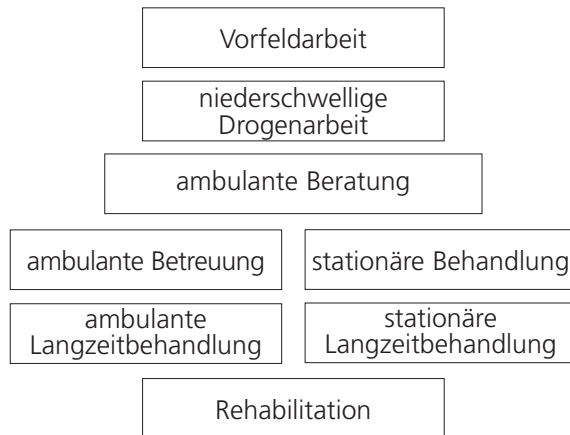 Vorfeldarbeit
niederschwellige
Drogenarbeit
ambulante Beratung
ambulante Betreuung
stationäre Behandlung
ambulante
Langzeitbehandlung
stationäre
Langzeitbehandlung
Rehabilitation